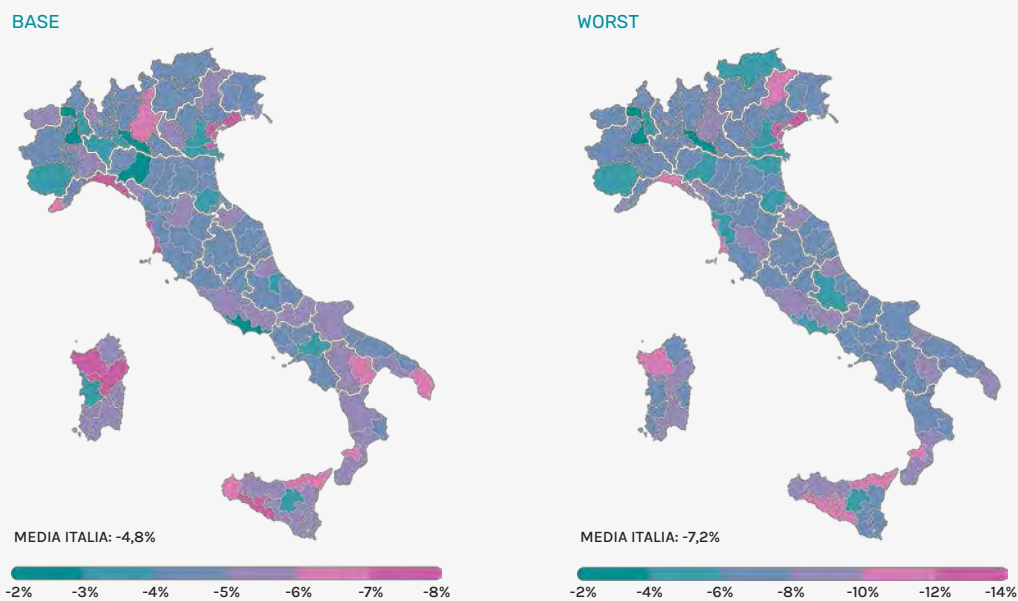 BASE
WORST
MEDIA ITALIA: -4,8%
MEDIA ITALIA: -7,2%
-2% -3% -4% -5% -6% -7% -8%
-2% -4% -6% -8% -10% -12% -14%